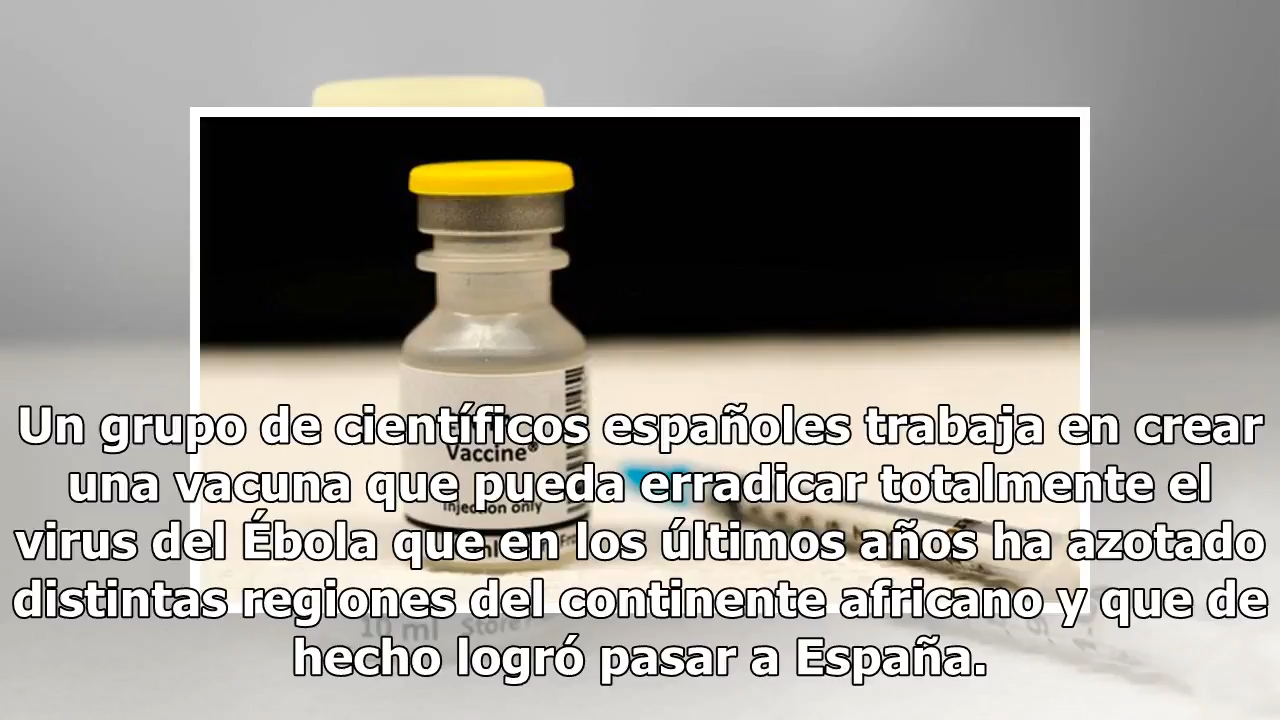 Un grupo de científicos españoles trabaja en crear
una vacuna que pueda erradicar totalmente el
virus del Ébola que en los últimos años ha azotado
distintas regiones del continente africano y que de
hecho logró pasar a España.
Vaccine®
Injection only
10 ml Store